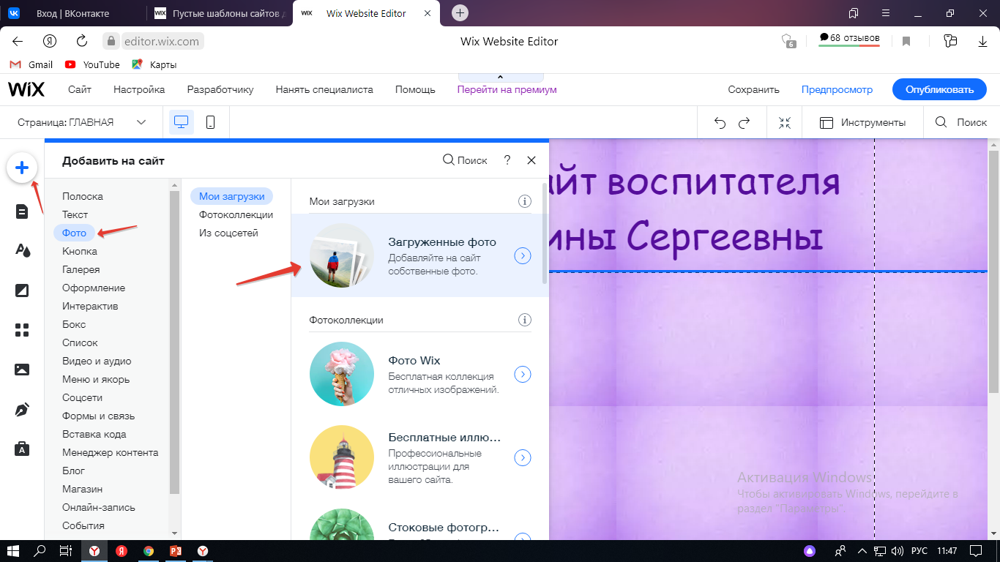 Вход | ВКонтакте
WIX Пустые шаблоны сайтов д
WIX Wix Website Editor
editor.wix.com
Wix Website Editor
6
68 отзывов
Gmail
YouTube
Карты
WiX
Сайт
Настройка
Разработчику
Нанять специалиста
Помощь
Перейти на премиум
Сохранить
Предпросмотр
Опубликовать
Страница: ГЛАВНАЯ
Инструменты
Поиск
Добавить на сайт
Поиск
?
Полоска
Текст
Фото
Кнопка
Галерея
Оформление
Интерактив
Бокс
Список
Видео и аудио
Меню и якорь
Соцсети
Формы и связь
Вставка кода
Менеджер контента
Блог
Магазин
Онлайн-запись
События
Мои загрузки
Фотоколлекции
Из соцсетей
Мои загрузки
Загруженные фото
Добавляйте на сайт
собственные фото.
Фотоколлекции
Фото Wix
Бесплатная коллекция
отличных изображений.
Бесплатные иллю...
Профессиональные
иллюстрации для
вашего сайта.
Стоковые фотогр...
айт воспитателя
ины Сергеевны
Активация Windows
Чтобы активировать Windows, перейдите в
раздел "Параметры".
РУС
11:47